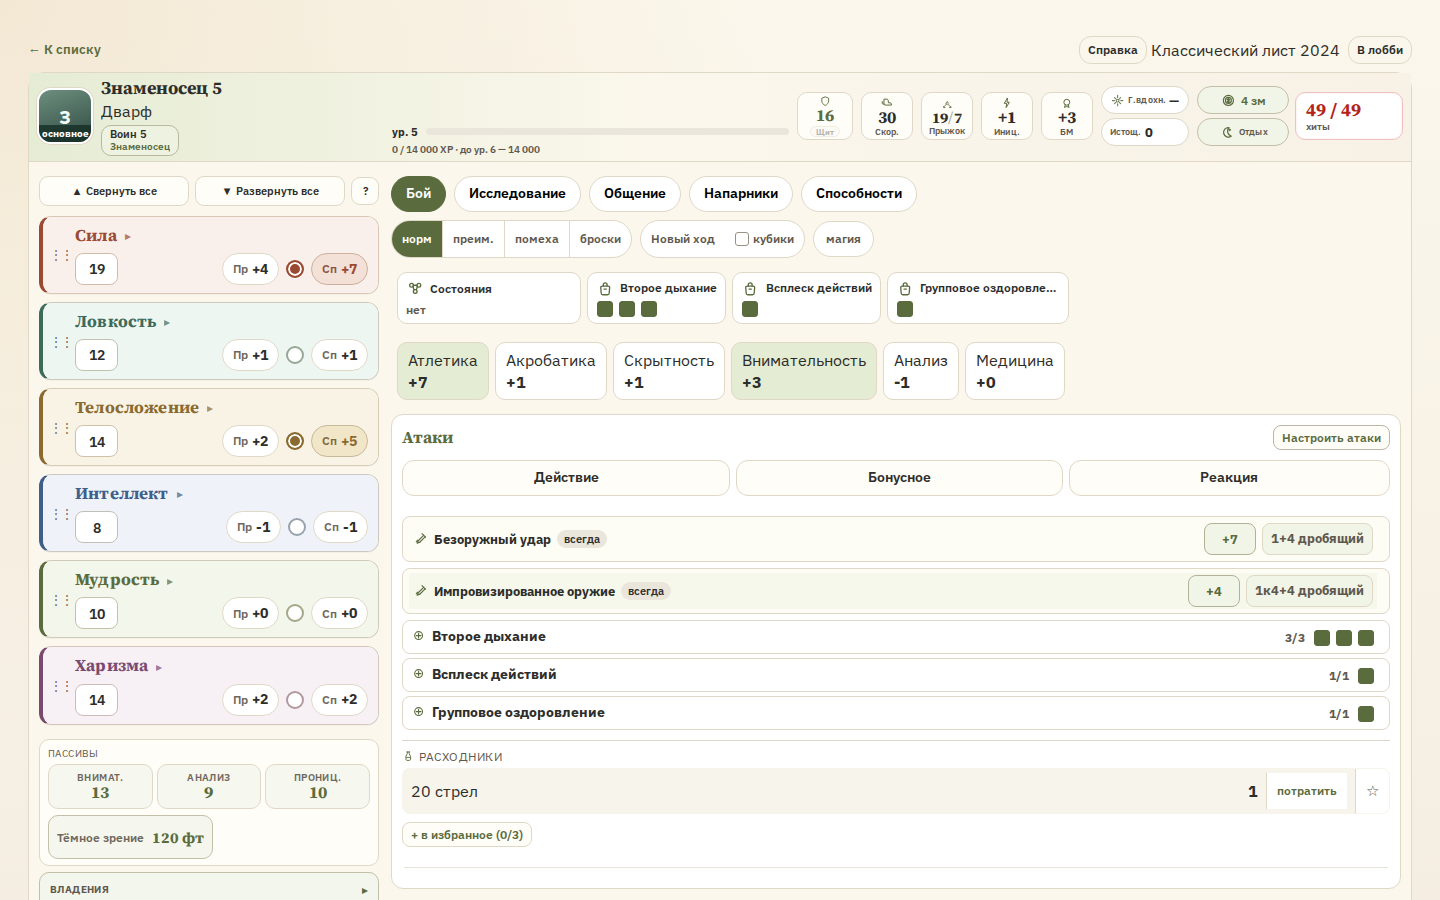 ← К списку
Справка Классический лист 2024 В лобби
З
основное
Знаменосец 5
Дварф
Воин 5
Знаменосец
ур. 5
0 / 14 000 XP · до ур. 6 — 14 000
16
Щит
30
Скор.
19/7
Прыжок
+1
Иниц.
+3
БМ
Г.вдохн. —
Истощ. 0
4 зм
Отдых
49 / 49
хиты
▲ Свернуть все
▼ Развернуть все
?
Сила ▸
19 Пр +4 Сп +7
Ловкость ▸
12 Пр +1 Сп +1
Телосложение ▸
14 Пр +2 Сп +5
Интеллект ▸
8 Пр -1 Сп -1
Мудрость ▸
10 Пр +0 Сп +0
Харизма ▸
14 Пр +2 Сп +2
ПАССИВЫ
ВНИМАТ.
13
АНАЛИЗ
9
ПРОНИЦ.
10
Тёмное зрение 120 фт
ВЛАДЕНИЯ ▸
Бой Исследование Общение Напарники Способности
норм преим. помеха броски Новый ход кубики магия
Состояния
нет
Второе дыхание
Всплеск действий
Групповое оздоровле...
Атлетика
+7
Акробатика
+1
Скрытность
+1
Внимательность
+3
Анализ
-1
Медицина
+0
Атаки Настроить атаки
Действие Бонусное Реакция
Безоружный удар всегда +7 1+4 дробящий
Импровизированное оружие всегда +4 1к4+4 дробящий
Второе дыхание 3/3
Всплеск действий 1/1
Групповое оздоровление 1/1
РАСХОДНИКИ
20 стрел 1 потратить ☆
+ в избранное (0/3)